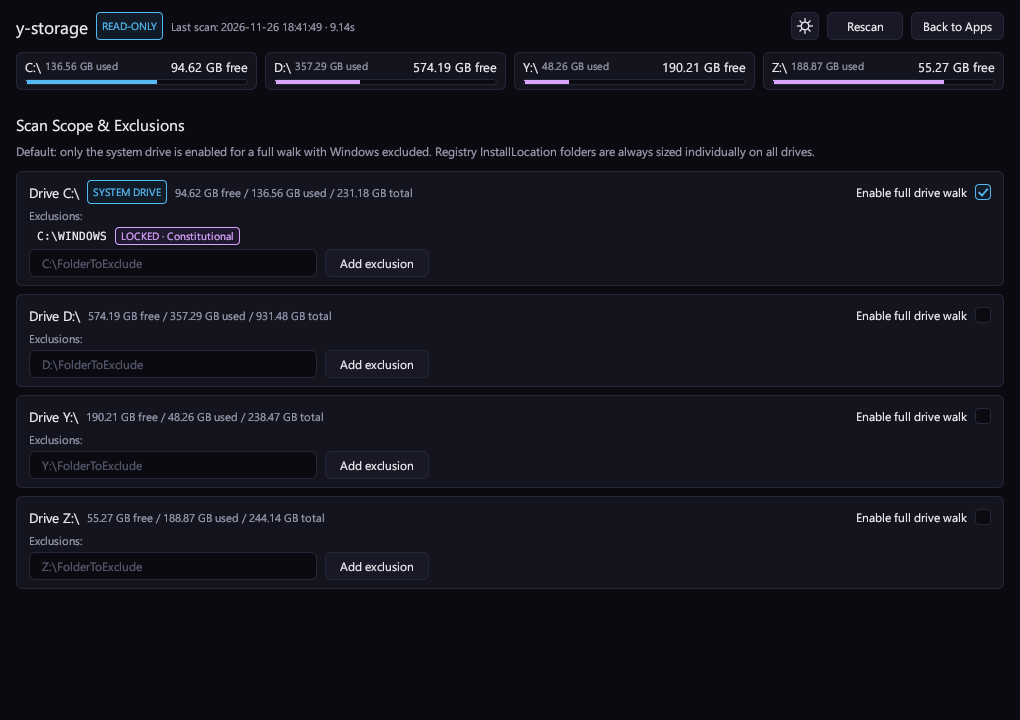 y-storage READ-ONLY Last scan: 2026-11-26 18:41:49 · 9.14s Rescan Back to Apps
C:\ 136.56 GB used 94.62 GB free D:\ 357.29 GB used 574.19 GB free Y:\ 48.26 GB used 190.21 GB free Z:\ 188.87 GB used 55.27 GB free
Scan Scope & Exclusions
Default: only the system drive is enabled for a full walk with Windows excluded. Registry InstallLocation folders are always sized individually on all drives.
Drive C:\ SYSTEM DRIVE 94.62 GB free / 136.56 GB used / 231.18 GB total Enable full drive walk
Exclusions:
C:\WINDOWS LOCKED · Constitutional
C:\FolderToExclude Add exclusion
Drive D:\ 574.19 GB free / 357.29 GB used / 931.48 GB total Enable full drive walk
Exclusions:
D:\FolderToExclude Add exclusion
Drive Y:\ 190.21 GB free / 48.26 GB used / 238.47 GB total Enable full drive walk
Exclusions:
Y:\FolderToExclude Add exclusion
Drive Z:\ 55.27 GB free / 188.87 GB used / 244.14 GB total Enable full drive walk
Exclusions:
Z:\FolderToExclude Add exclusion